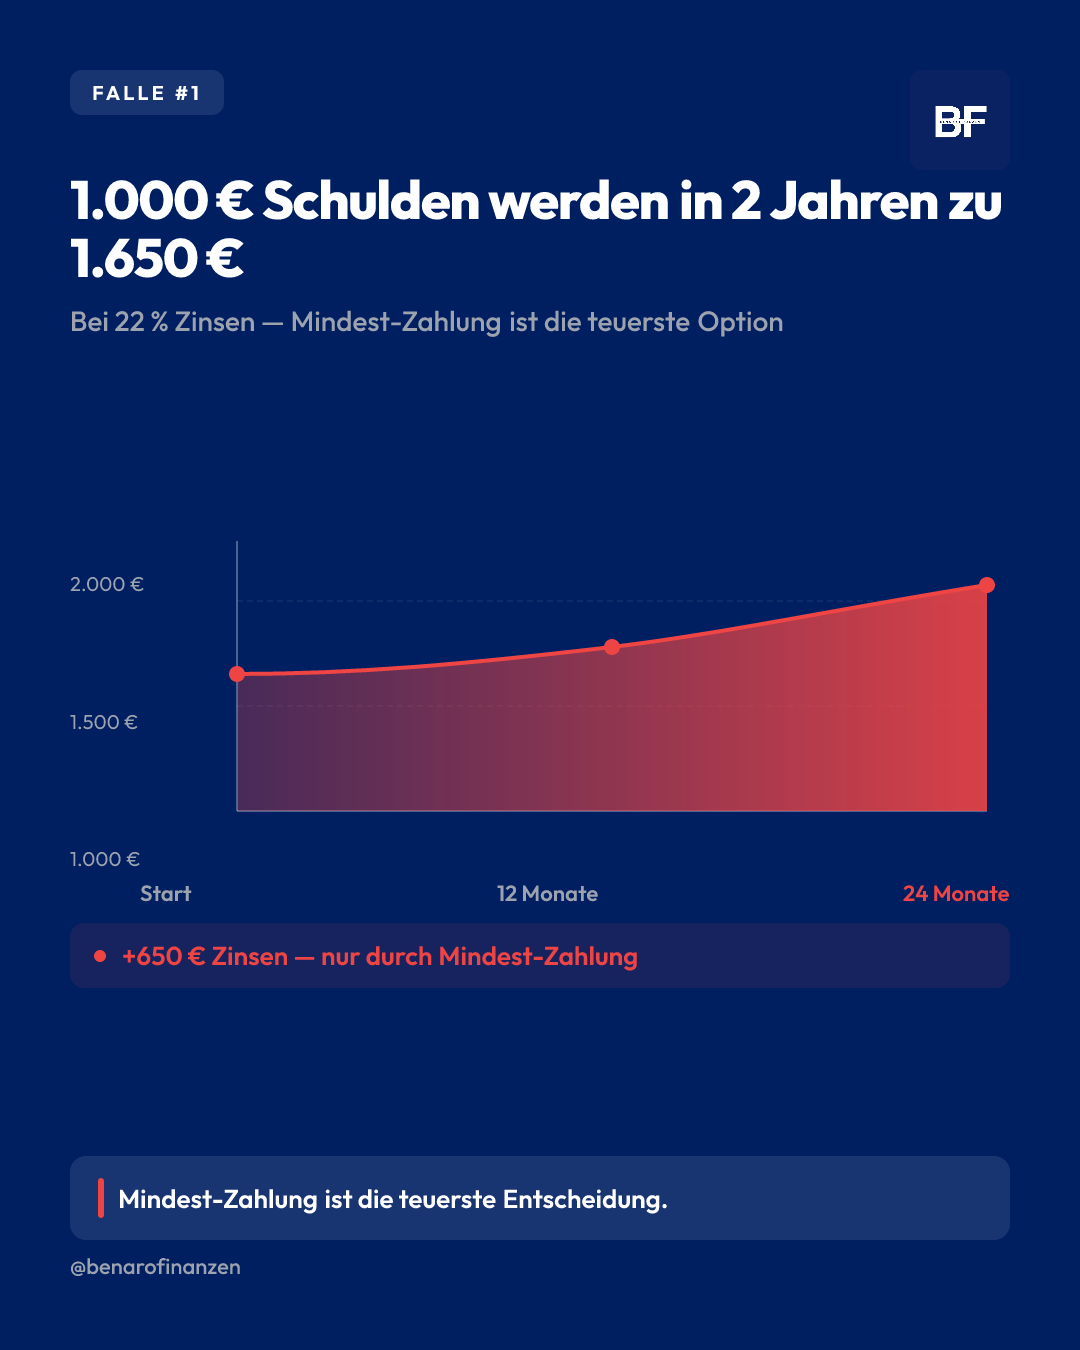 FALLE #1
BF
1.000 € Schulden werden in 2 Jahren zu
1.650 €
Bei 22 % Zinsen — Mindest-Zahlung ist die teuerste Option
2.000 €
1.500 €
1.000 €
Start
12 Monate
24 Monate
+650 € Zinsen — nur durch Mindest-Zahlung
Mindest-Zahlung ist die teuerste Entscheidung.
@benarofinanzen